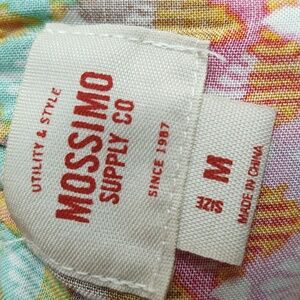 UTILITY & STYLE
MOSSIMO
SUPPLY CO
SINCE 1987
M
SIZE
MADE IN CHINA